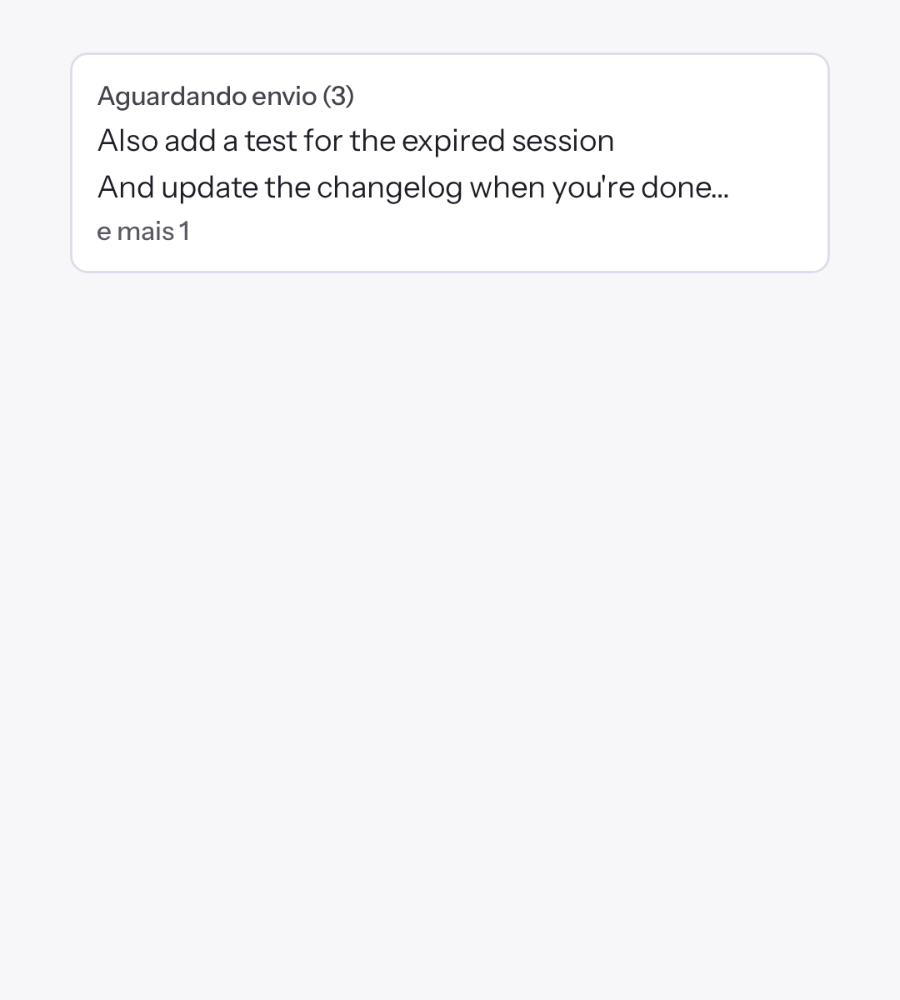 Aguardando envio (3)
Also add a test for the expired session
And update the changelog when you're done...
e mais 1